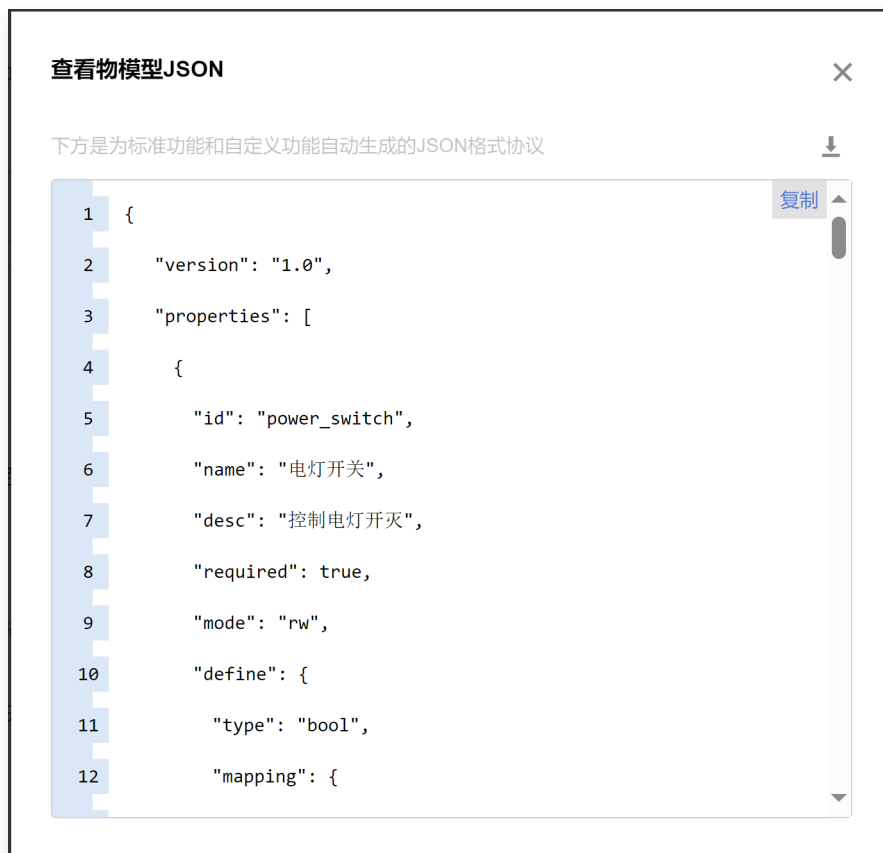 查看物模型JSON
下方是为标准功能和自定义功能自动生成的JSON格式协议
复制
1 {
2 "version": "1.0",
3 "properties": [
4 {
5 "id": "power_switch",
6 "name": "电灯开关",
7 "desc": "控制电灯开灭",
8 "required": true,
9 "mode": "rw",
10 "define": {
11 "type": "bool",
12 "mapping": {